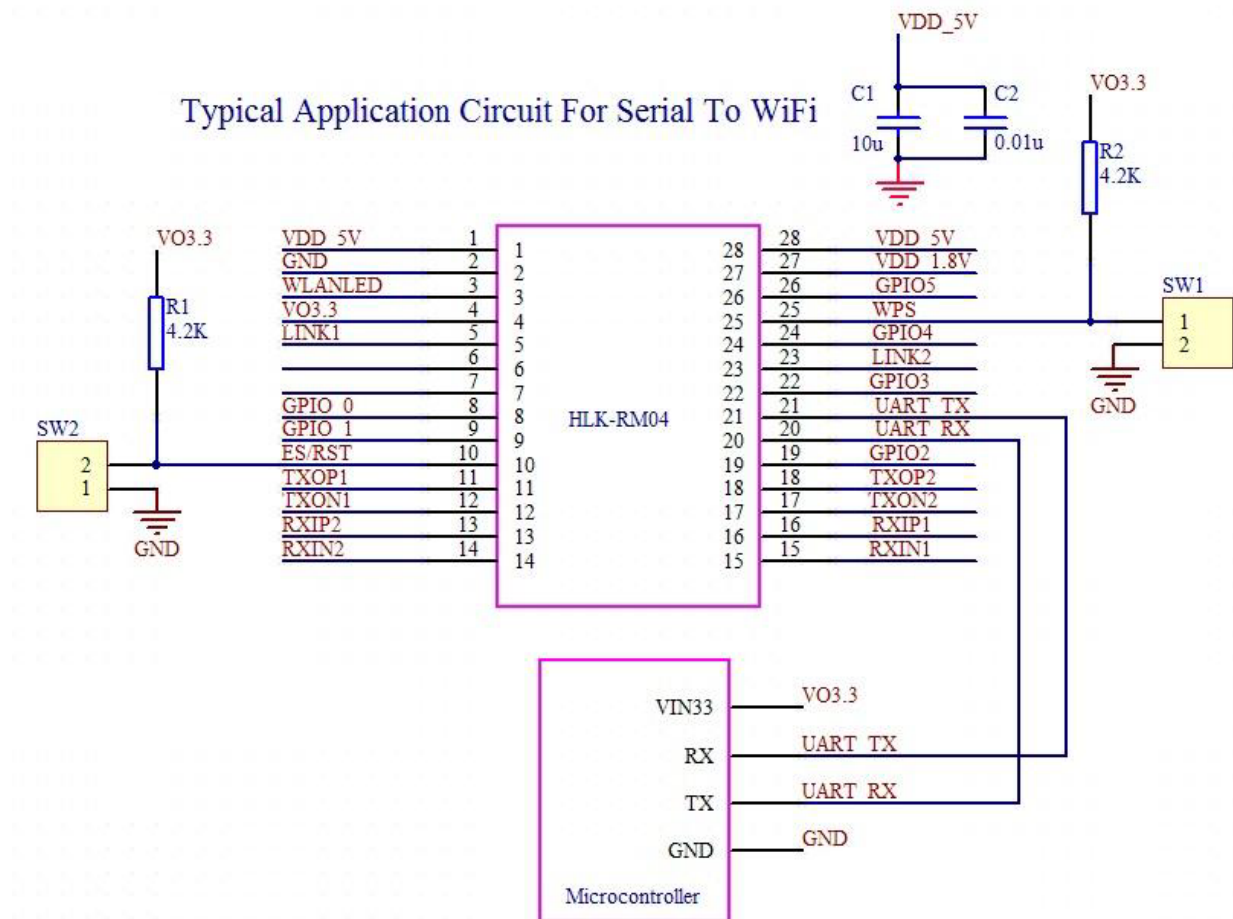 VDD_5V
Typical Application Circuit For Serial To WiFi
C1
C2
10u
0.01u
VO3.3
R2
4.2K
VO3.3
R1
4.2K
VDD_5V 1 1 28 28 VDD_5V
GND 2 2 27 27 VDD_1.8V
WLANLED 3 3 26 26 GPIO5
VO3.3 4 4 25 25 WPS
LINK1 5 5 24 24 GPIO4
6 6 23 23 LINK2
7 7 22 22 GPIO3
GPIO_0 8 8 21 21 UART_TX
GPIO_1 9 9 20 20 UART_RX
ES/RST 10 10 19 19 GPIO2
TXOP1 11 11 18 18 TXOP2
TXON1 12 12 17 17 TXON2
RXIP2 13 13 16 16 RXIP1
RXIN2 14 14 15 15 RXIN1
HLK-RM04
SW1
1
2
GND
SW2
2
1
GND
VIN33 VO3.3
RX UART_TX
TX UART_RX
GND GND
Microcontroller